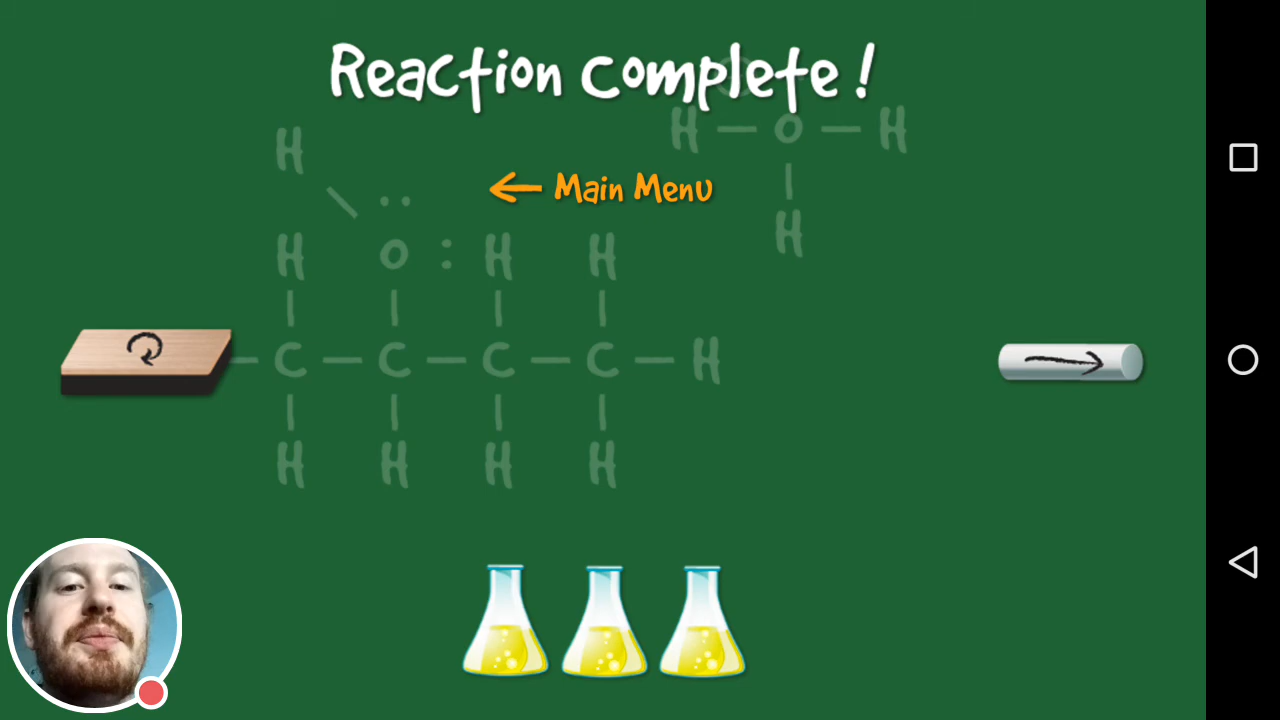 Reaction Complete!
H — O — H
H
← Main Menu
H
O : H H
— C — C — C — C — H
H H H H
H